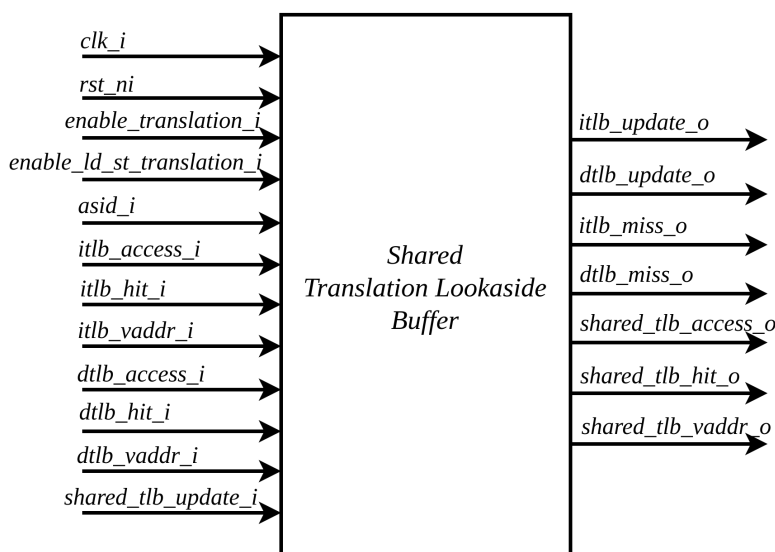 clk_i
rst_ni
enable_translation_i
enable_ld_st_translation_i
asid_i
itlb_access_i
itlb_hit_i
itlb_vaddr_i
dtlb_access_i
dtlb_hit_i
dtlb_vaddr_i
shared_tlb_update_i
Shared
Translation Lookaside
Buffer
itlb_update_o
dtlb_update_o
itlb_miss_o
dtlb_miss_o
shared_tlb_access_o
shared_tlb_hit_o
shared_tlb_vaddr_o